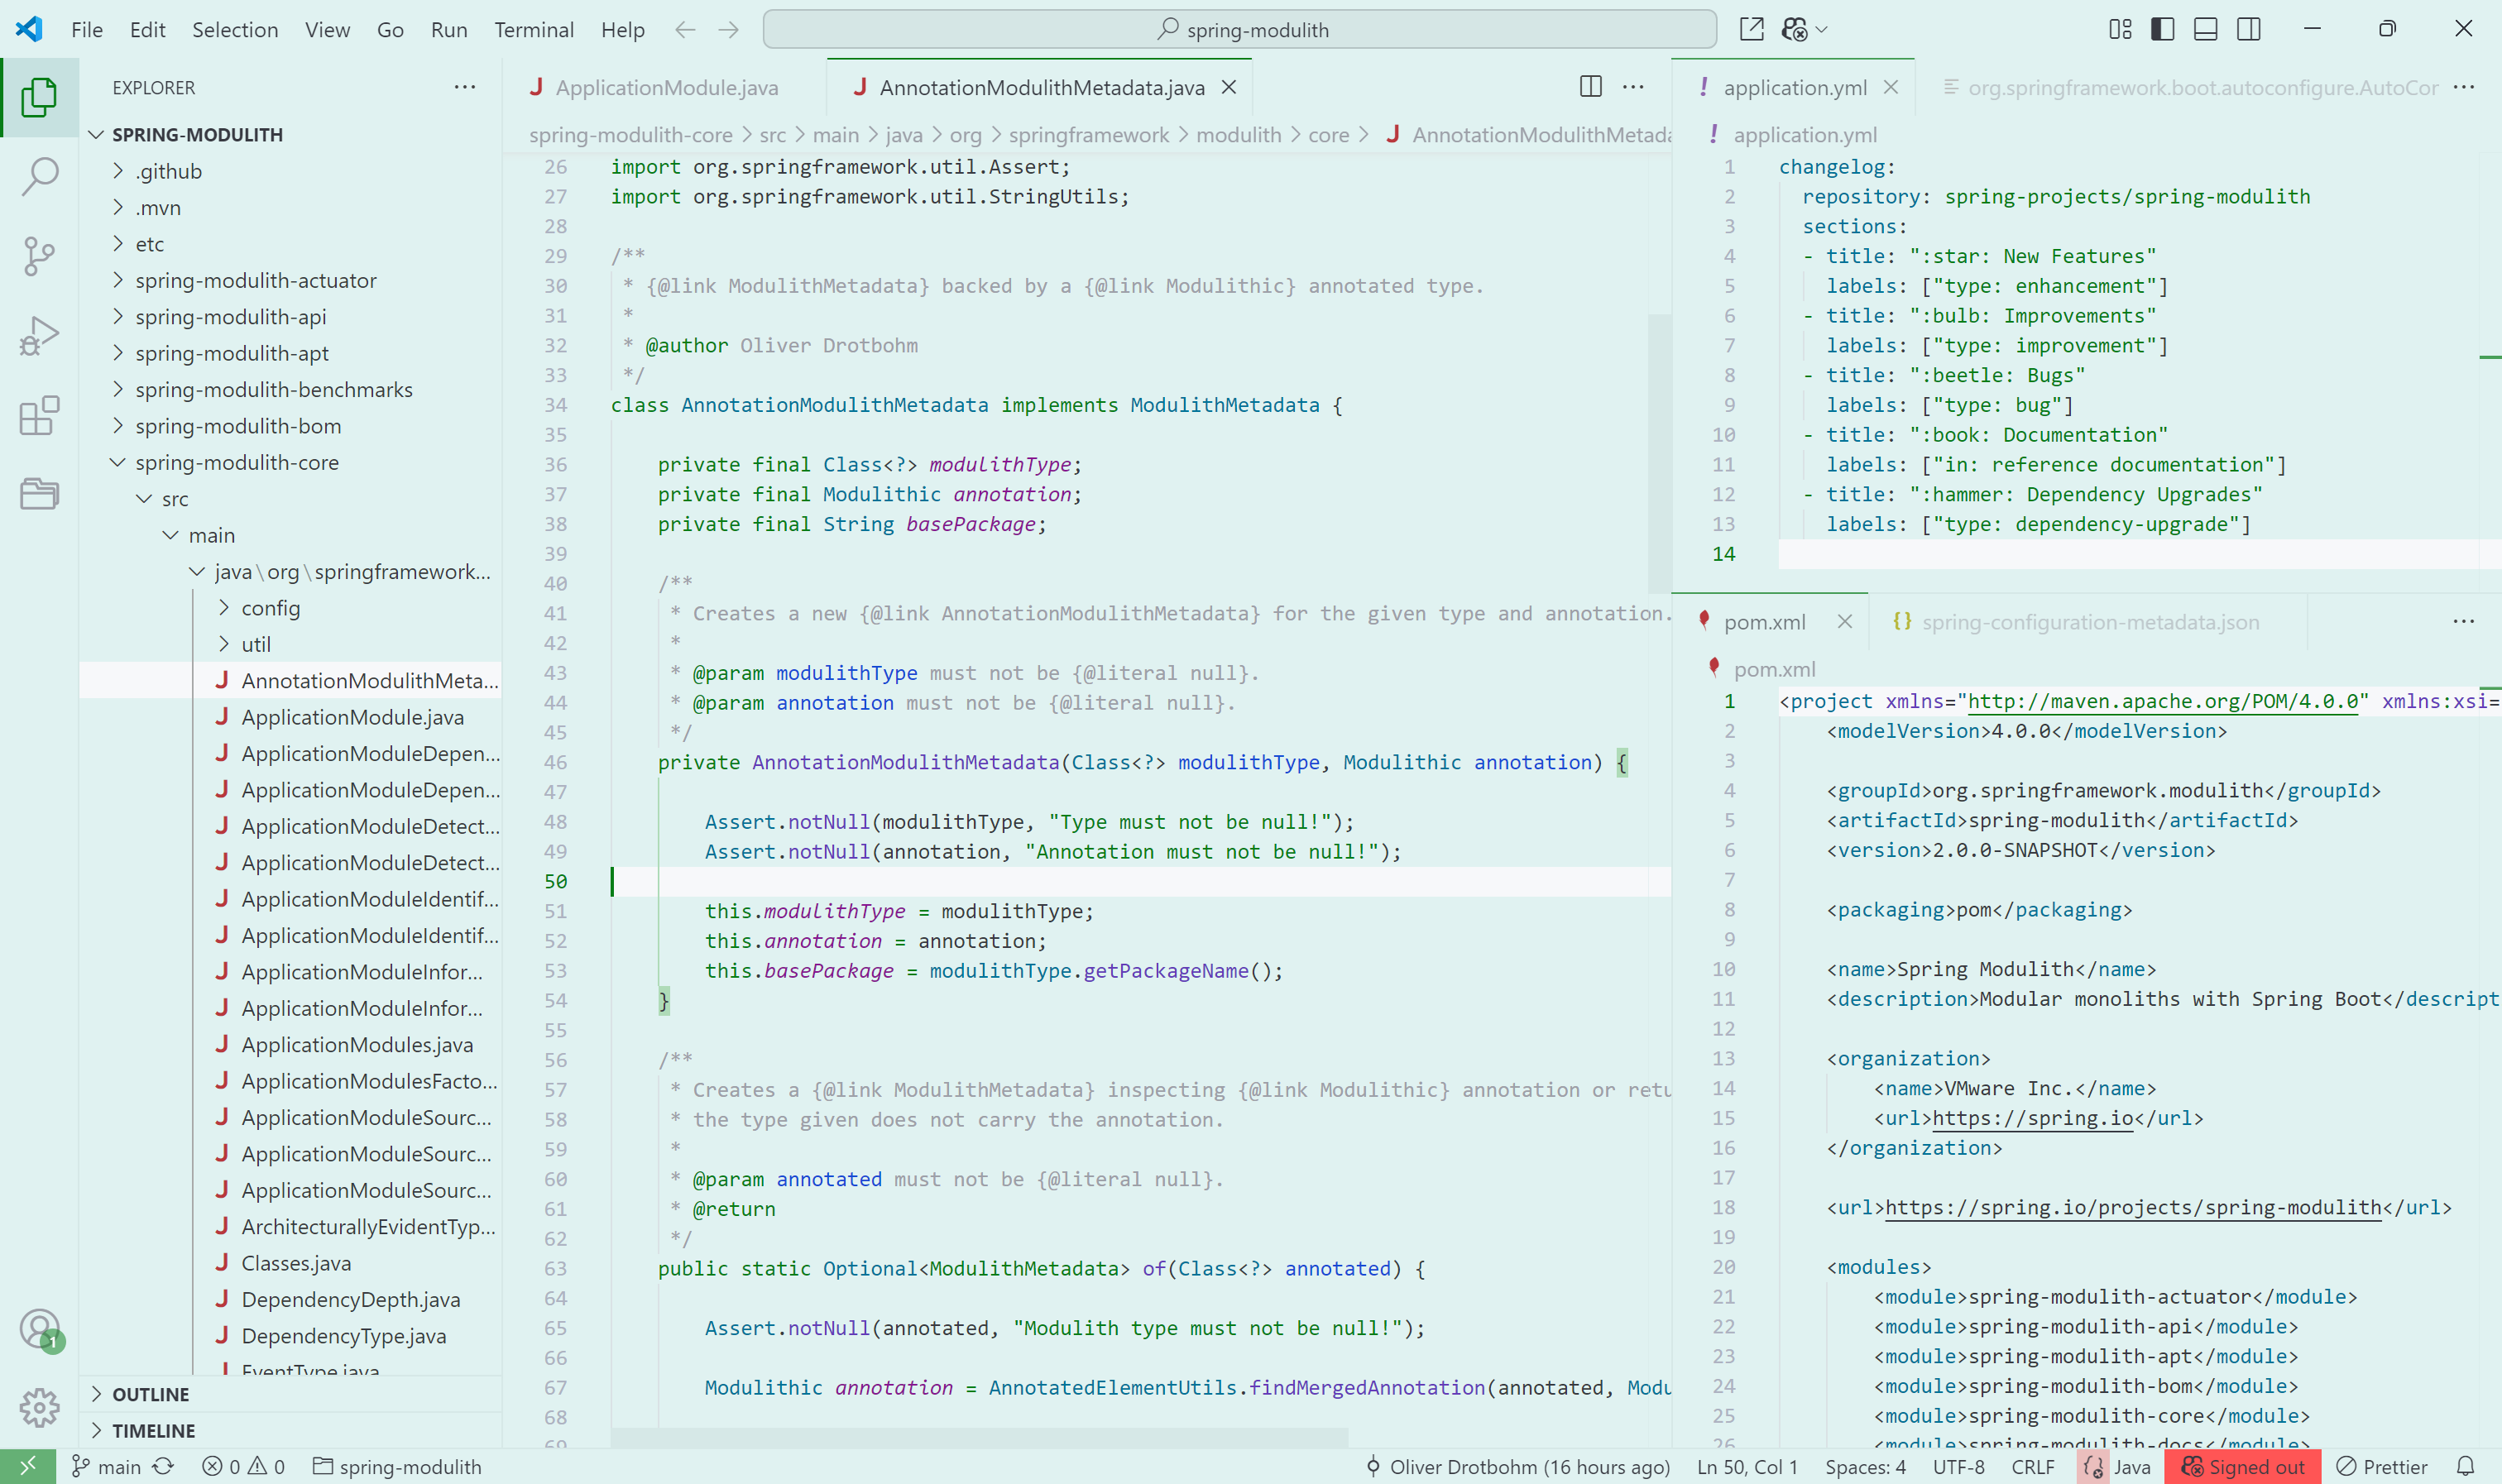 File Edit Selection View Go Run Terminal Help
spring-modulith
EXPLORER
SPRING-MODULITH
.github
.mvn
etc
spring-modulith-actuator
spring-modulith-api
spring-modulith-apt
spring-modulith-benchmarks
spring-modulith-bom
spring-modulith-core
src
main
java\org\springframework...
config
util
AnnotationModulithMeta...
ApplicationModule.java
ApplicationModuleDepen...
ApplicationModuleDepen...
ApplicationModuleDetect...
ApplicationModuleDetect...
ApplicationModuleIdentif...
ApplicationModuleIdentif...
ApplicationModuleInfor...
ApplicationModuleInfor...
ApplicationModules.java
ApplicationModulesFacto...
ApplicationModuleSourc...
ApplicationModuleSourc...
ApplicationModuleSourc...
ArchitecturallyEvidentTyp...
Classes.java
DependencyDepth.java
DependencyType.java
EventType.java
OUTLINE
TIMELINE
ApplicationModule.java AnnotationModulithMetadata.java
spring-modulith-core > src > main > java > org > springframework > modulith > core > AnnotationModulithMetada
26 import org.springframework.util.Assert;
27 import org.springframework.util.StringUtils;
28
29 /**
30 * {@link ModulithMetadata} backed by a {@link Modulithic} annotated type.
31 *
32 * @author Oliver Drotbohm
33 */
34 class AnnotationModulithMetadata implements ModulithMetadata {
35
36 private final Class<?> modulithType;
37 private final Modulithic annotation;
38 private final String basePackage;
39
40 /**
41 * Creates a new {@link AnnotationModulithMetadata} for the given type and annotation.
42 *
43 * @param modulithType must not be {@literal null}.
44 * @param annotation must not be {@literal null}.
45 */
46 private AnnotationModulithMetadata(Class<?> modulithType, Modulithic annotation) {
47
48 Assert.notNull(modulithType, "Type must not be null!");
49 Assert.notNull(annotation, "Annotation must not be null!");
50
51 this.modulithType = modulithType;
52 this.annotation = annotation;
53 this.basePackage = modulithType.getPackageName();
54 }
55
56 /**
57 * Creates a {@link ModulithMetadata} inspecting {@link Modulithic} annotation or retu
58 * the type given does not carry the annotation.
59 *
60 * @param annotated must not be {@literal null}.
61 * @return
62 */
63 public static Optional<ModulithMetadata> of(Class<?> annotated) {
64
65 Assert.notNull(annotated, "Modulith type must not be null!");
66
67 Modulithic annotation = AnnotatedElementUtils.findMergedAnnotation(annotated, Modu
68
69
application.yml org.springframework.boot.autoconfigure.AutoCor
application.yml
1 changelog:
2 repository: spring-projects/spring-modulith
3 sections:
4 - title: ":star: New Features"
5 labels: ["type: enhancement"]
6 - title: ":bulb: Improvements"
7 labels: ["type: improvement"]
8 - title: ":beetle: Bugs"
9 labels: ["type: bug"]
10 - title: ":book: Documentation"
11 labels: ["in: reference documentation"]
12 - title: ":hammer: Dependency Upgrades"
13 labels: ["type: dependency-upgrade"]
14
pom.xml spring-configuration-metadata.json
pom.xml
1 <project xmlns="http://maven.apache.org/POM/4.0.0" xmlns:xsi=
2 <modelVersion>4.0.0</modelVersion>
3
4 <groupId>org.springframework.modulith</groupId>
5 <artifactId>spring-modulith</artifactId>
6 <version>2.0.0-SNAPSHOT</version>
7
8 <packaging>pom</packaging>
9
10 <name>Spring Modulith</name>
11 <description>Modular monoliths with Spring Boot</descript
12
13 <organization>
14 <name>VMware Inc.</name>
15 <url>https://spring.io</url>
16 </organization>
17
18 <url>https://spring.io/projects/spring-modulith</url>
19
20 <modules>
21 <module>spring-modulith-actuator</module>
22 <module>spring-modulith-api</module>
23 <module>spring-modulith-apt</module>
24 <module>spring-modulith-bom</module>
25 <module>spring-modulith-core</module>
26 <module>spring-modulith-docs</module>
1
main 0 0 spring-modulith Oliver Drotbohm (16 hours ago) Ln 50, Col 1 Spaces: 4 UTF-8 CRLF Java Signed out Prettier